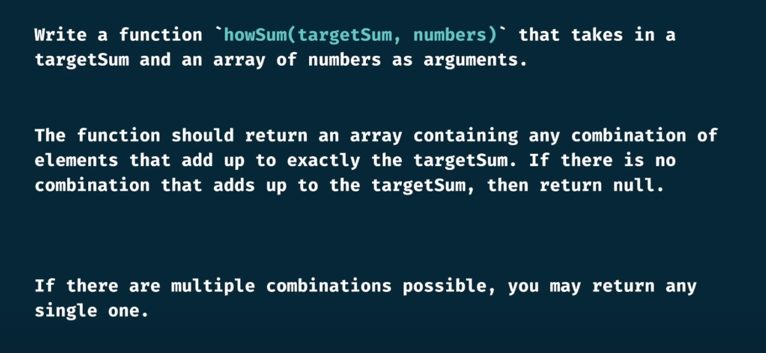 Write a function `howSum(targetSum, numbers)` that takes in a
targetSum and an array of numbers as arguments.
The function should return an array containing any combination of
elements that add up to exactly the targetSum. If there is no
combination that adds up to the targetSum, then return null.
If there are multiple combinations possible, you may return any
single one.